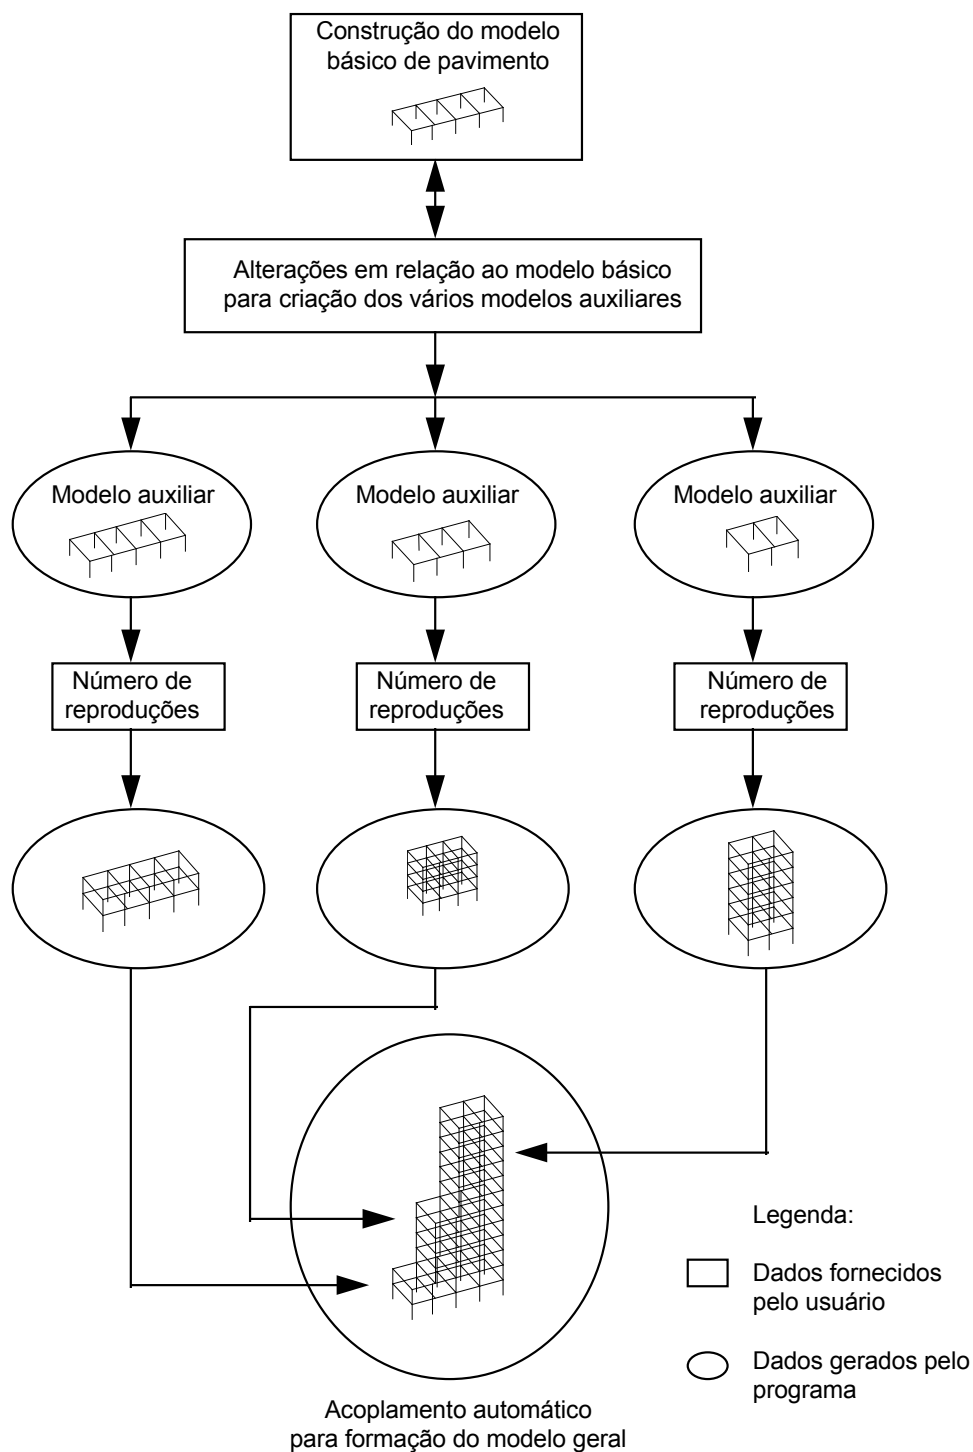 Construção do modelo
básico de pavimento
Alterações em relação ao modelo básico
para criação dos vários modelos auxiliares
Modelo auxiliar
Modelo auxiliar
Modelo auxiliar
Número de
reproduções
Número de
reproduções
Número de
reproduções
Legenda:
Dados fornecidos
pelo usuário
Dados gerados pelo
programa
Acoplamento automático
para formação do modelo geral